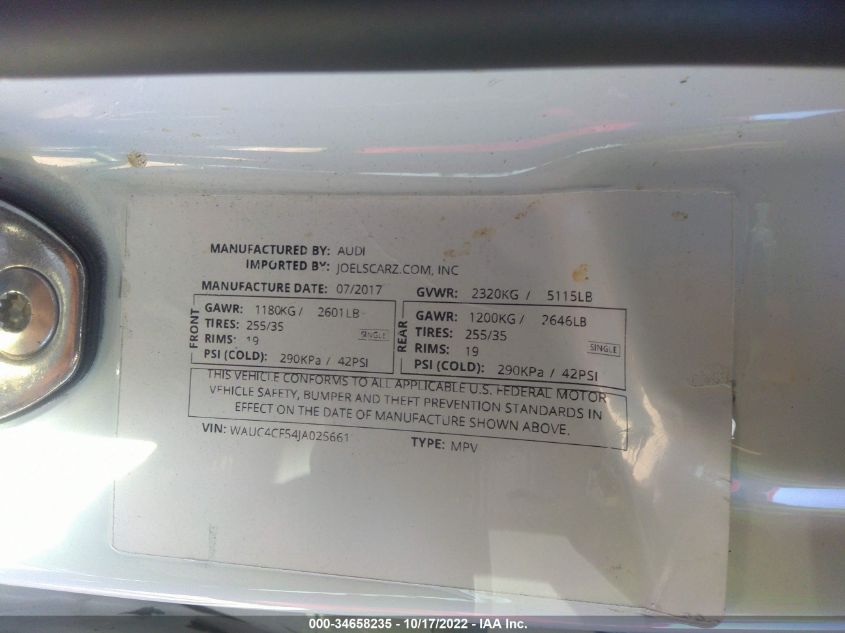 MANUFACTURED BY: AUDI
IMPORTED BY: JOELSCARZ.COM, INC
MANUFACTURE DATE: 07/2017 GVWR: 2320KG / 5115LB
FRONT
GAWR: 1180KG / 2601LB
TIRES: 255/35
RIMS: 19
SINGLE
PSI (COLD): 290KPa / 42PSI
REAR
GAWR: 1200KG / 2646LB
TIRES: 255/35
RIMS: 19
SINGLE
PSI (COLD): 290KPa / 42PSI
THIS VEHICLE CONFORMS TO ALL APPLICABLE U.S. FEDERAL MOTOR
VEHICLE SAFETY, BUMPER AND THEFT PREVENTION STANDARDS IN
EFFECT ON THE DATE OF MANUFACTURE SHOWN ABOVE.
VIN: WAUC4CF54JA025661 TYPE: MPV
000-34658235 - 10/17/2022 - IAA Inc.